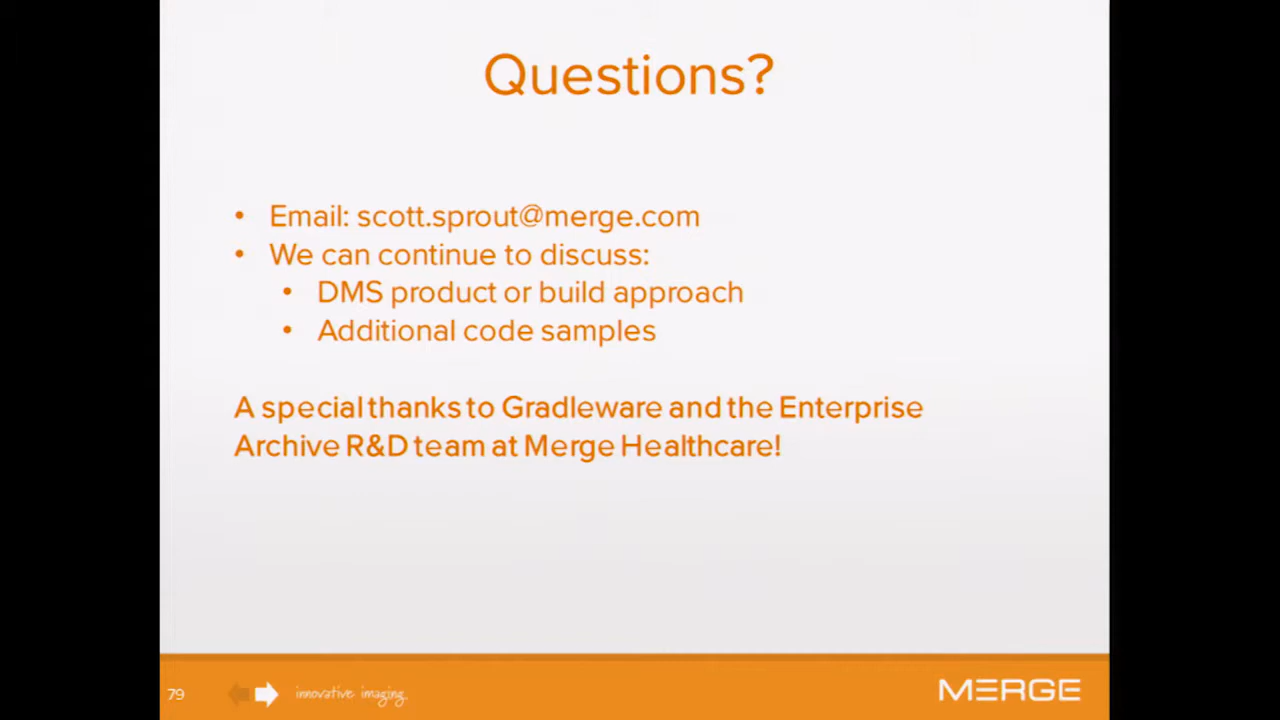 Questions?
• Email: scott.sprout@merge.com
• We can continue to discuss:
• DMS product or build approach
• Additional code samples
A special thanks to Gradleware and the Enterprise
Archive R&D team at Merge Healthcare!
79
innovative imaging.
MERGE